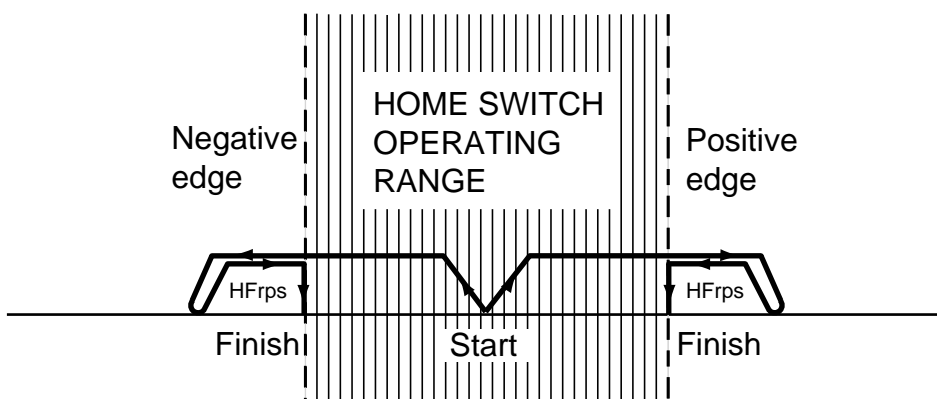 HOME SWITCH
OPERATING
RANGE
Negative
edge
Positive
edge
HFrps
HFrps
Finish
Start
Finish